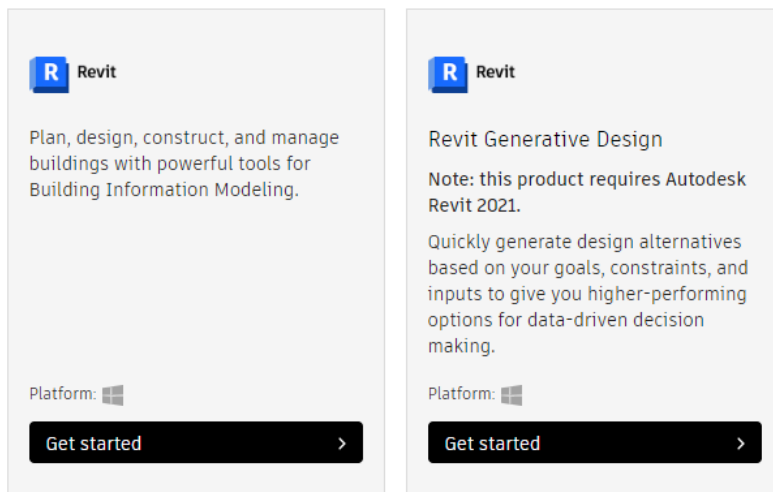 R Revit
Plan, design, construct, and manage
buildings with powerful tools for
Building Information Modeling.
Platform:
Get started
R Revit
Revit Generative Design
Note: this product requires Autodesk
Revit 2021.
Quickly generate design alternatives
based on your goals, constraints, and
inputs to give you higher-performing
options for data-driven decision
making.
Platform:
Get started